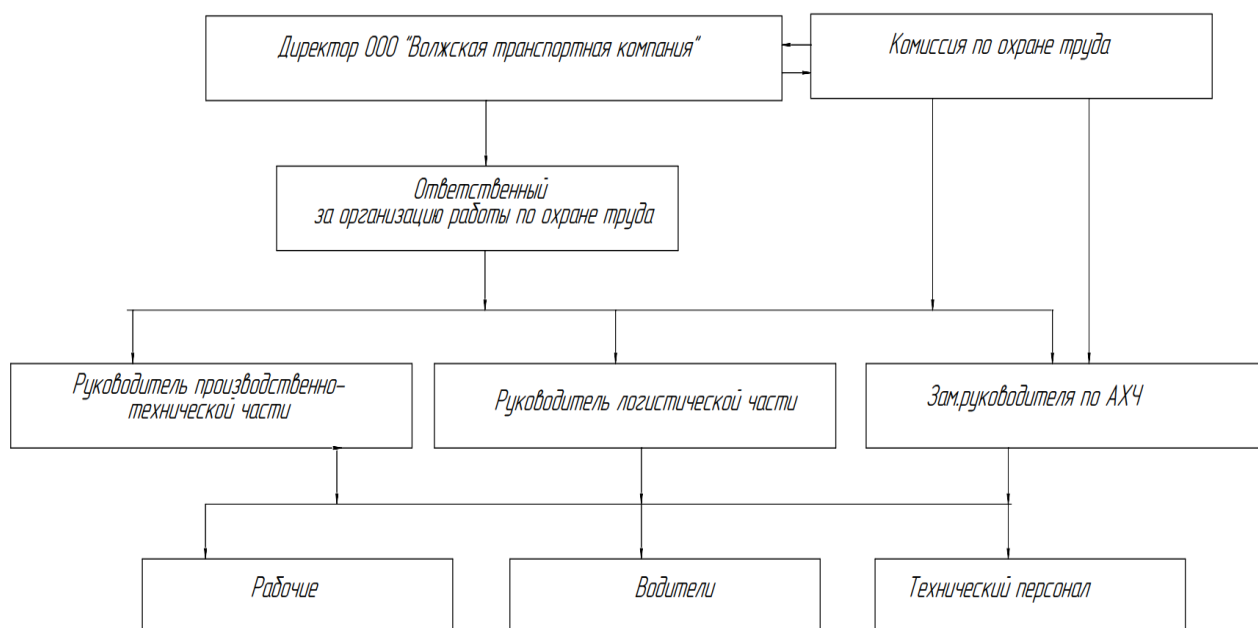 Директор ООО "Волжская транспортная компания"
Комиссия по охране труда
Ответственный
за организацию работы по охране труда
Руководитель производственно-
технической части
Руководитель логистической части
Зам.руководителя по АХЧ
Рабочие
Водители
Технический персонал